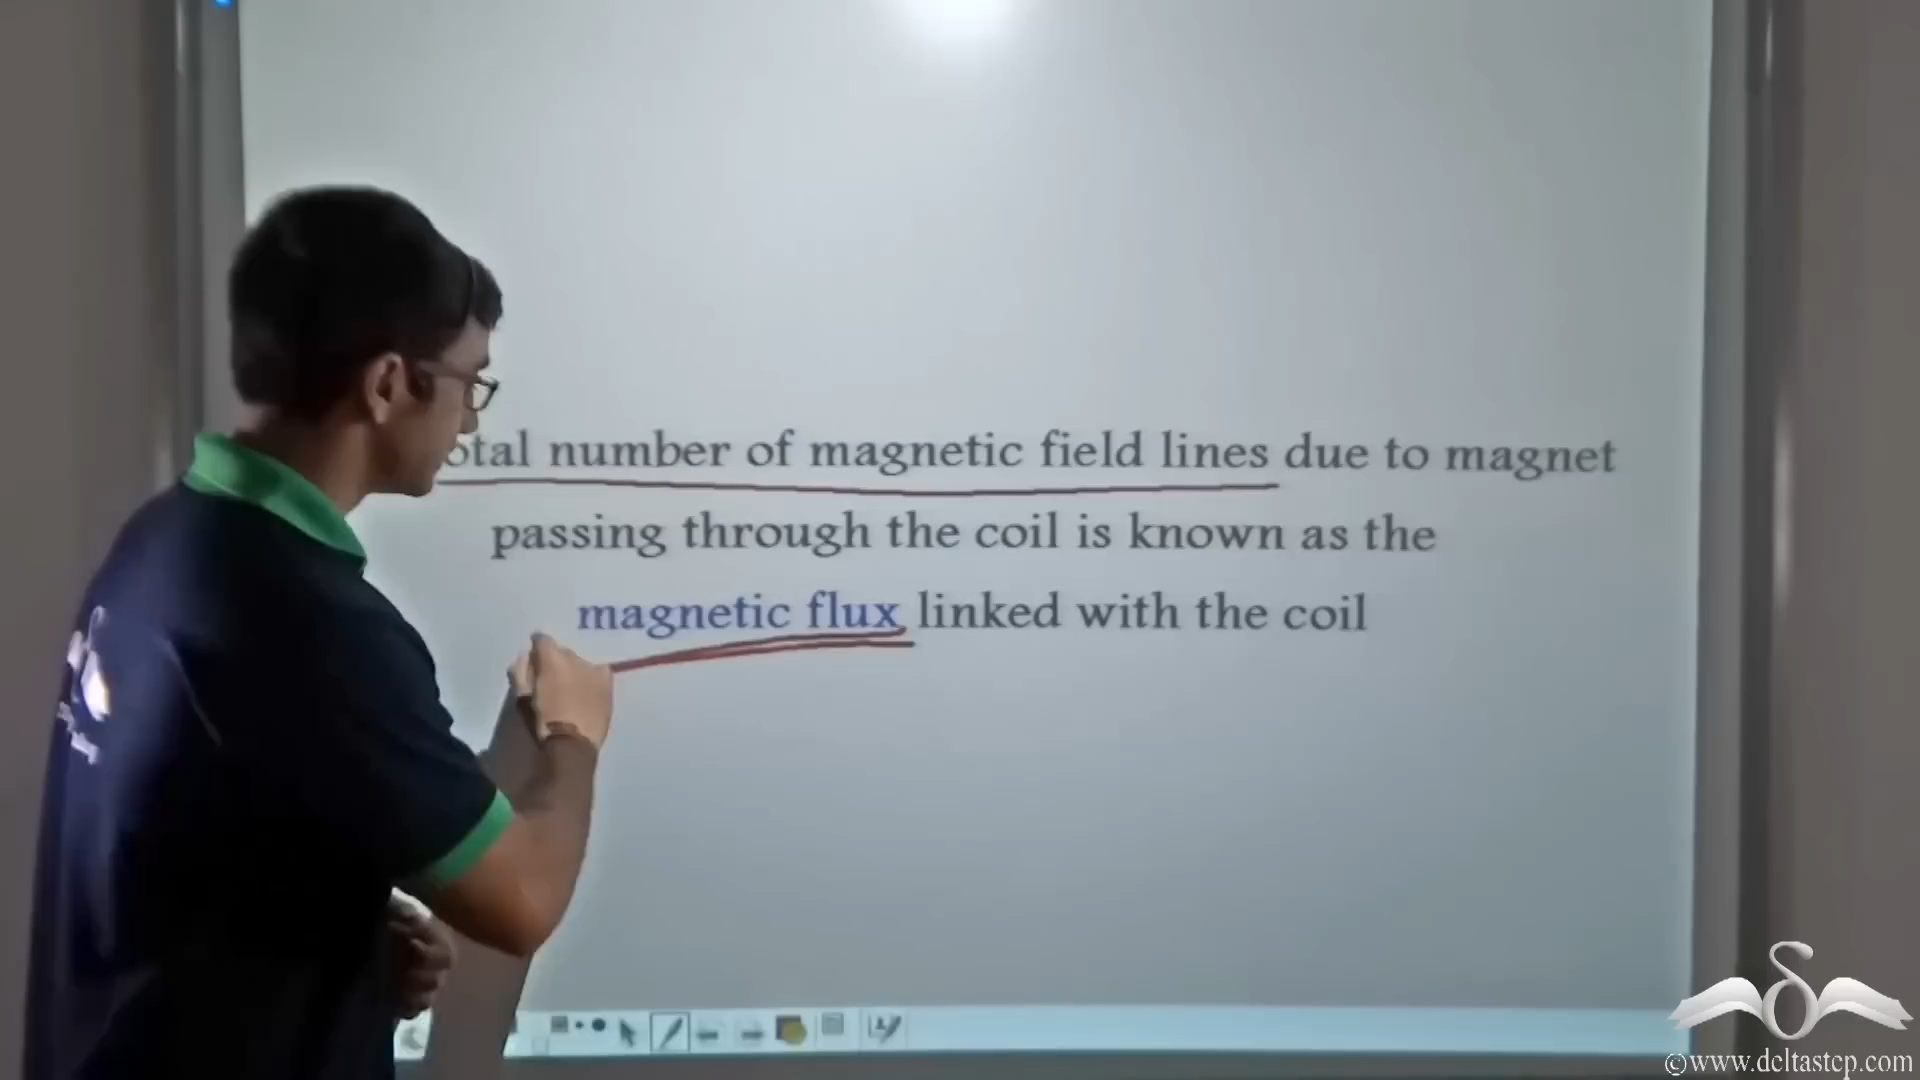 otal number of magnetic field lines due to magnet
passing through the coil is known as the
magnetic flux linked with the coil
©www.deltastep.com